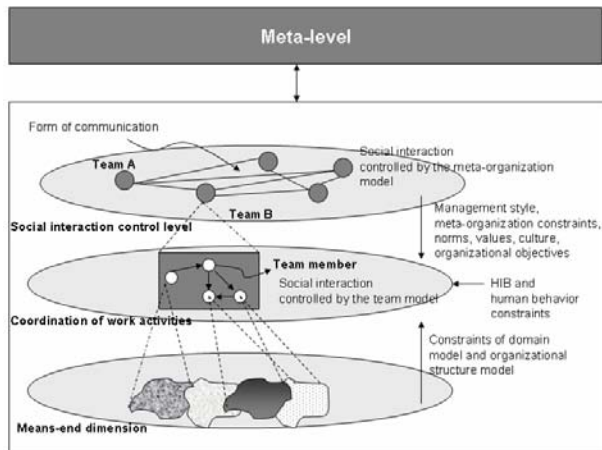 Meta-level
Form of communication
Team A
Social interaction
controlled by the meta-organization
model
Team B
Social interaction control level
Management style,
meta-organization constraints,
norms, values, culture,
organizational objectives
Team member
Social interaction
controlled by the team model
HIB and
human behavior
constraints
Coordination of work activities
Constraints of domain
model and organizational
structure model
Means-end dimension